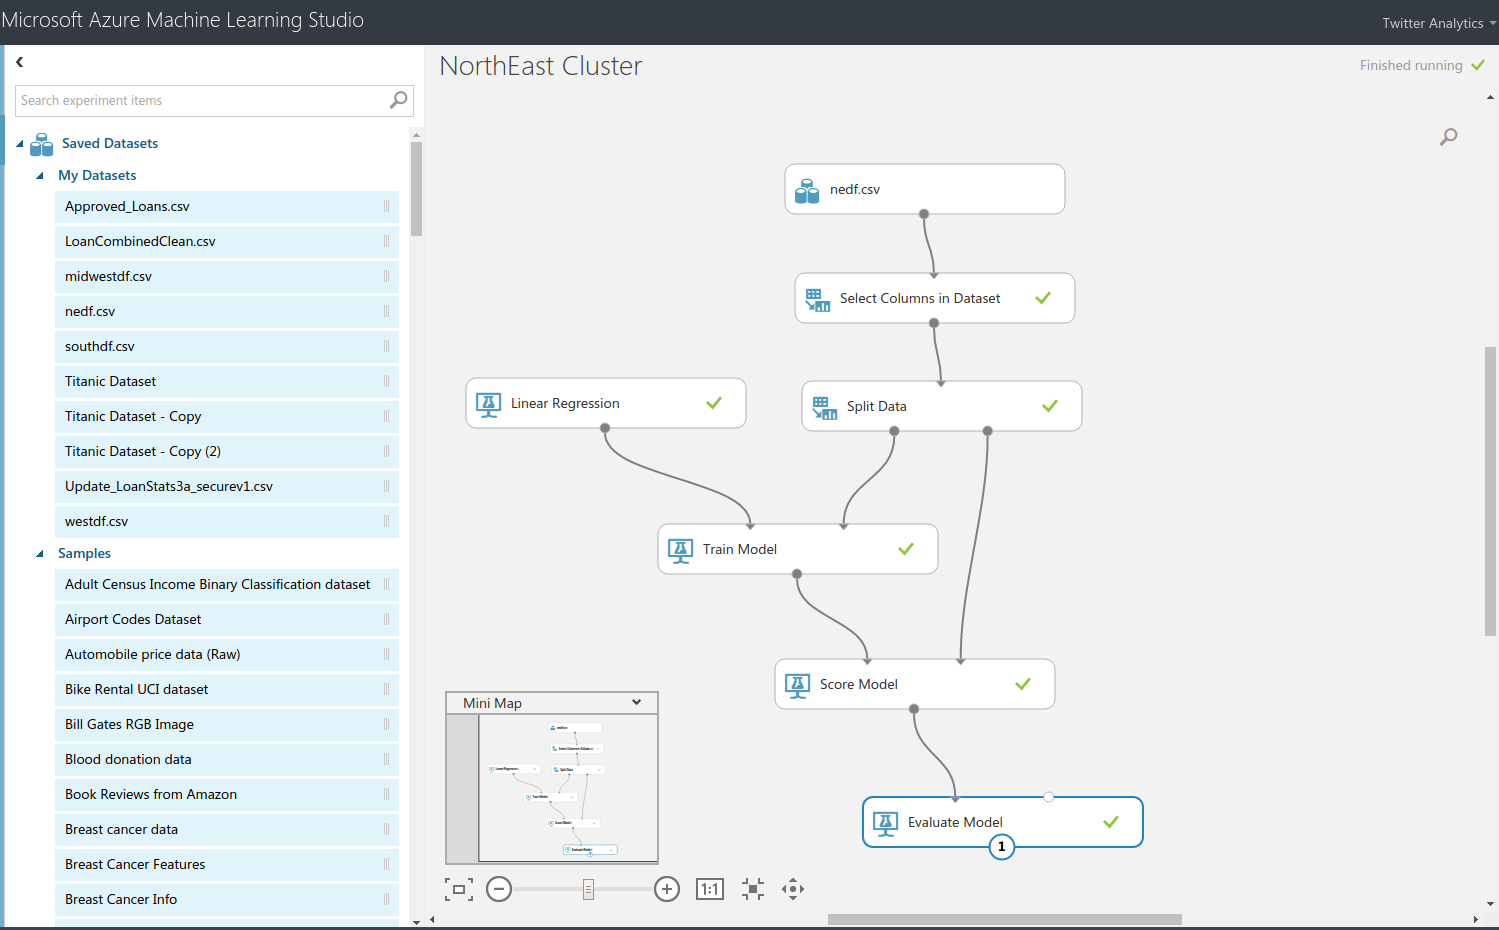 Microsoft Azure Machine Learning Studio
Twitter Analytics
NorthEast Cluster
Finished running
Search experiment items
Saved Datasets
My Datasets
Approved_Loans.csv
LoanCombinedClean.csv
midwestdf.csv
nedf.csv
southdf.csv
Titanic Dataset
Titanic Dataset - Copy
Titanic Dataset - Copy (2)
Update_LoanStats3a_securev1.csv
westdf.csv
Samples
Adult Census Income Binary Classification dataset
Airport Codes Dataset
Automobile price data (Raw)
Bike Rental UCI dataset
Bill Gates RGB Image
Blood donation data
Book Reviews from Amazon
Breast cancer data
Breast Cancer Features
Breast Cancer Info
nedf.csv
Select Columns in Dataset
Linear Regression
Split Data
Train Model
Score Model
Evaluate Model
1
Mini Map
1:1